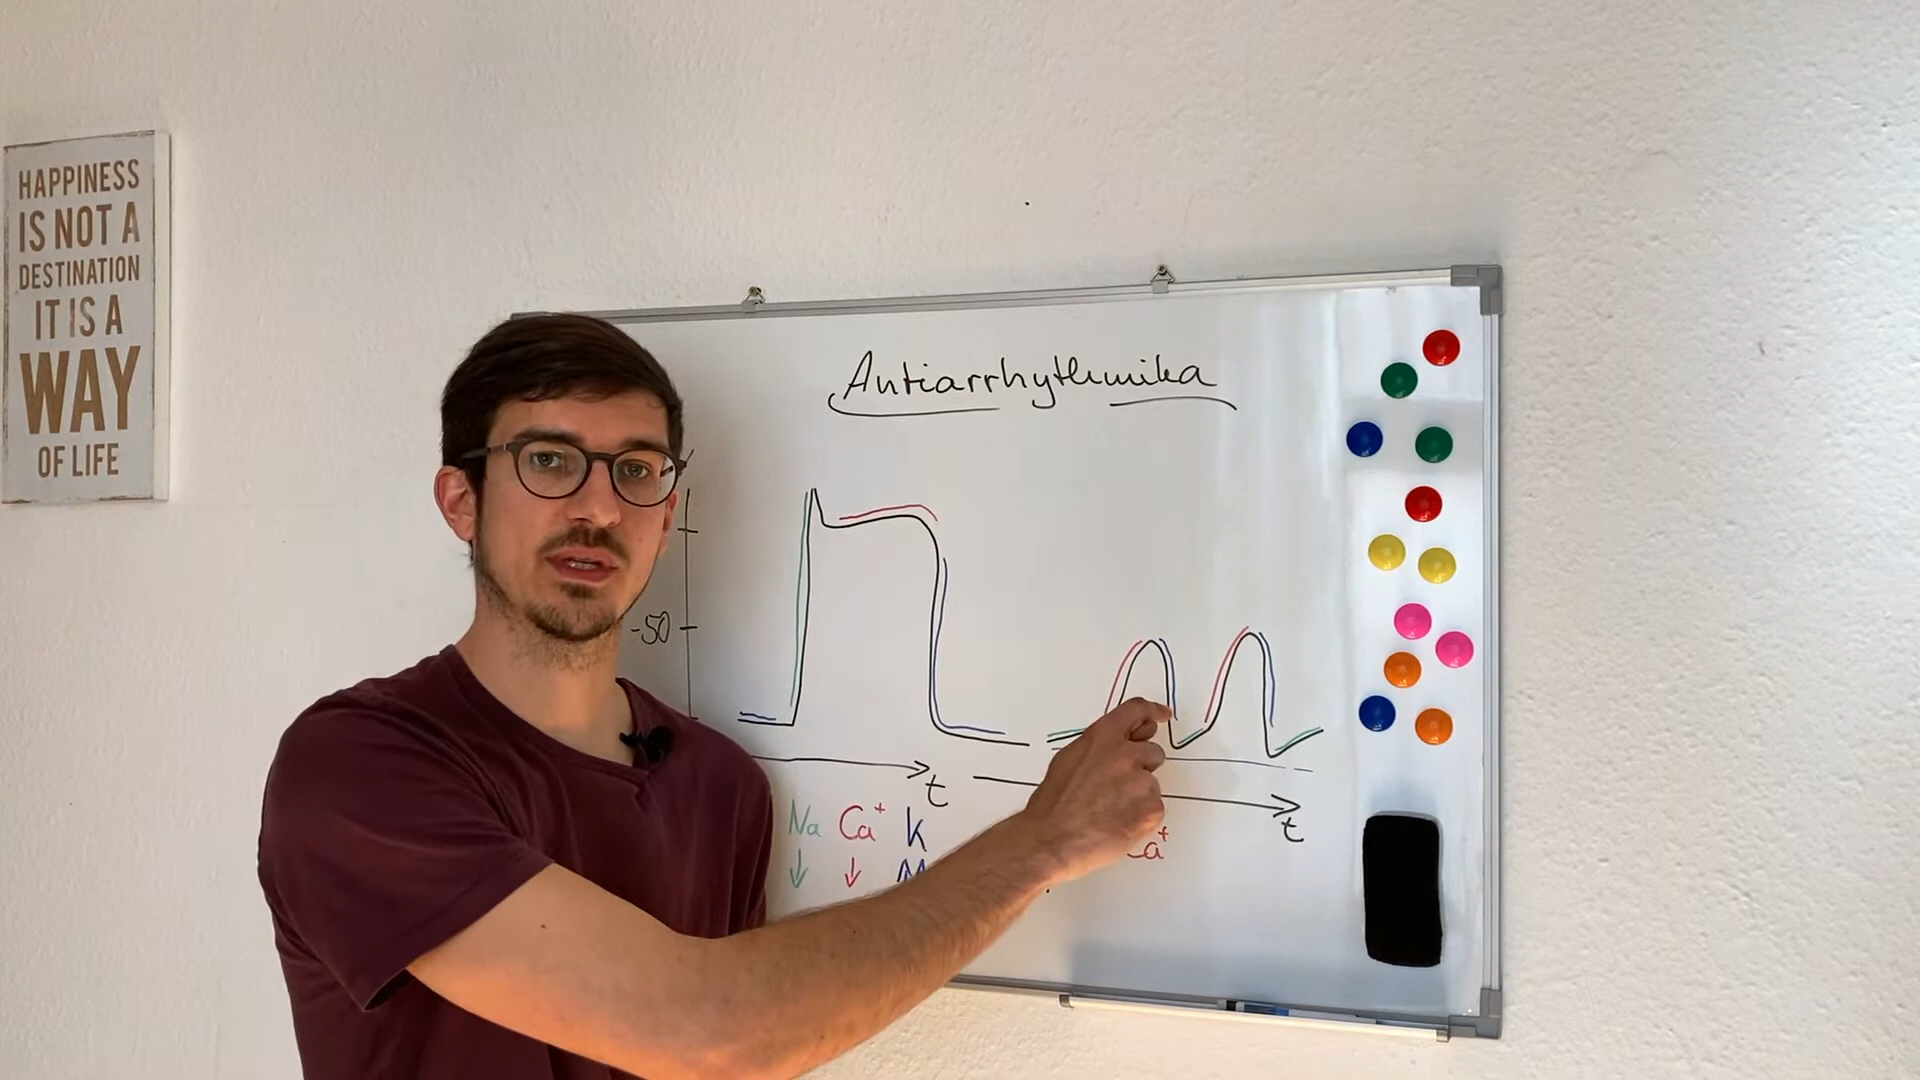 HAPPINESS
IS NOT A
DESTINATION
IT IS A
WAY
OF LIFE
Antiarrhythmika
-50
t
t
Na Ca⁺ K
↓ ↓
Ca⁺